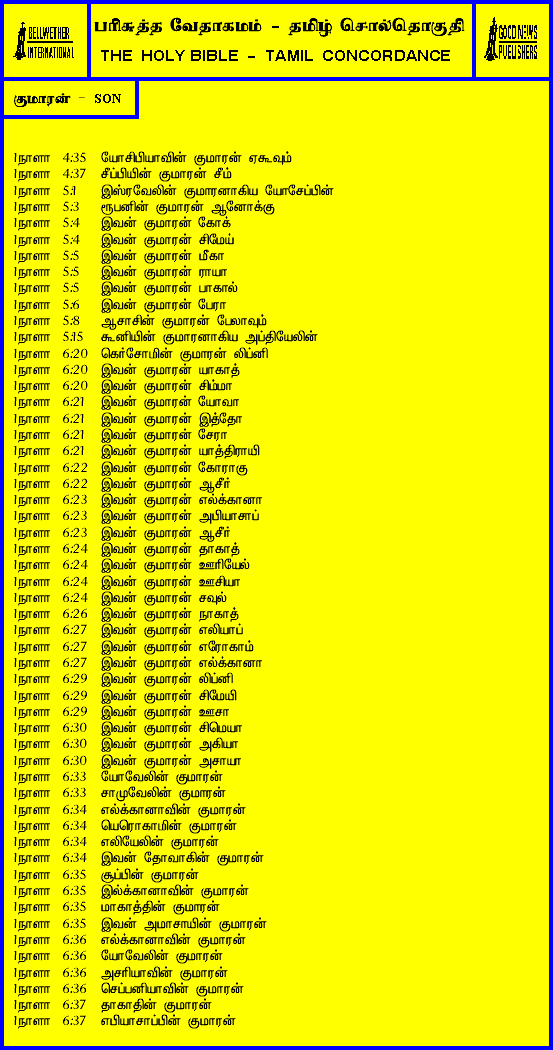 BELLWETHER
INTERNATIONAL
பரிசுத்த வேதாகமம் - தமிழ் சொல்தொகுதி
THE HOLY BIBLE - TAMIL CONCORDANCE
GOOD NEWS
PUBLISHERS
குமாரன் - SON
1நாளா 4:35 யோசிபியாவின் குமாரன் ஏகூவும்
1நாளா 4:37 சீப்பியின் குமாரன் சீம்
1நாளா 5:1 இஸ்ரவேலின் குமாரனாகிய யோசேப்பின்
1நாளா 5:3 ரூபனின் குமாரன் ஆனோக்கு
1நாளா 5:4 இவன் குமாரன் கோக்
1நாளா 5:4 இவன் குமாரன் சிமேய்
1நாளா 5:5 இவன் குமாரன் மீகா
1நாளா 5:5 இவன் குமாரன் ராயா
1நாளா 5:5 இவன் குமாரன் பாகால்
1நாளா 5:6 இவன் குமாரன் பேரா
1நாளா 5:8 ஆசாசின் குமாரன் பேலாவும்
1நாளா 5:15 கூனியின் குமாரனாகிய அப்தியேலின்
1நாளா 6:20 கெர்சோமின் குமாரன் லிப்னி
1நாளா 6:20 இவன் குமாரன் யாகாத்
1நாளா 6:20 இவன் குமாரன் சிம்மா
1நாளா 6:21 இவன் குமாரன் யோவா
1நாளா 6:21 இவன் குமாரன் இத்தோ
1நாளா 6:21 இவன் குமாரன் சேரா
1நாளா 6:21 இவன் குமாரன் யாத்திராயி
1நாளா 6:22 இவன் குமாரன் கோராகு
1நாளா 6:22 இவன் குமாரன் ஆசீர்
1நாளா 6:23 இவன் குமாரன் எல்க்கானா
1நாளா 6:23 இவன் குமாரன் அபியாசாப்
1நாளா 6:23 இவன் குமாரன் ஆசீர்
1நாளா 6:24 இவன் குமாரன் தாகாத்
1நாளா 6:24 இவன் குமாரன் ஊரியேல்
1நாளா 6:24 இவன் குமாரன் ஊசியா
1நாளா 6:24 இவன் குமாரன் சவுல்
1நாளா 6:26 இவன் குமாரன் நாகாத்
1நாளா 6:27 இவன் குமாரன் எலியாப்
1நாளா 6:27 இவன் குமாரன் எரோகாம்
1நாளா 6:27 இவன் குமாரன் எல்க்கானா
1நாளா 6:29 இவன் குமாரன் லிப்னி
1நாளா 6:29 இவன் குமாரன் சிமேயி
1நாளா 6:29 இவன் குமாரன் ஊசா
1நாளா 6:30 இவன் குமாரன் சிமெயா
1நாளா 6:30 இவன் குமாரன் அகியா
1நாளா 6:30 இவன் குமாரன் அசாயா
1நாளா 6:33 யோவேலின் குமாரன்
1நாளா 6:33 சாமுவேலின் குமாரன்
1நாளா 6:34 எல்க்கானாவின் குமாரன்
1நாளா 6:34 யெரொகாமின் குமாரன்
1நாளா 6:34 எலியேலின் குமாரன்
1நாளா 6:34 இவன் தோவாகின் குமாரன்
1நாளா 6:35 சூப்பின் குமாரன்
1நாளா 6:35 இல்க்கானாவின் குமாரன்
1நாளா 6:35 மாகாத்தின் குமாரன்
1நாளா 6:35 இவன் அமாசாயின் குமாரன்
1நாளா 6:36 எல்க்கானாவின் குமாரன்
1நாளா 6:36 யோவேலின் குமாரன்
1நாளா 6:36 அசரியாவின் குமாரன்
1நாளா 6:36 செப்பனியாவின் குமாரன்
1நாளா 6:37 தாகாதின் குமாரன்
1நாளா 6:37 எபியாசாப்பின் குமாரன்